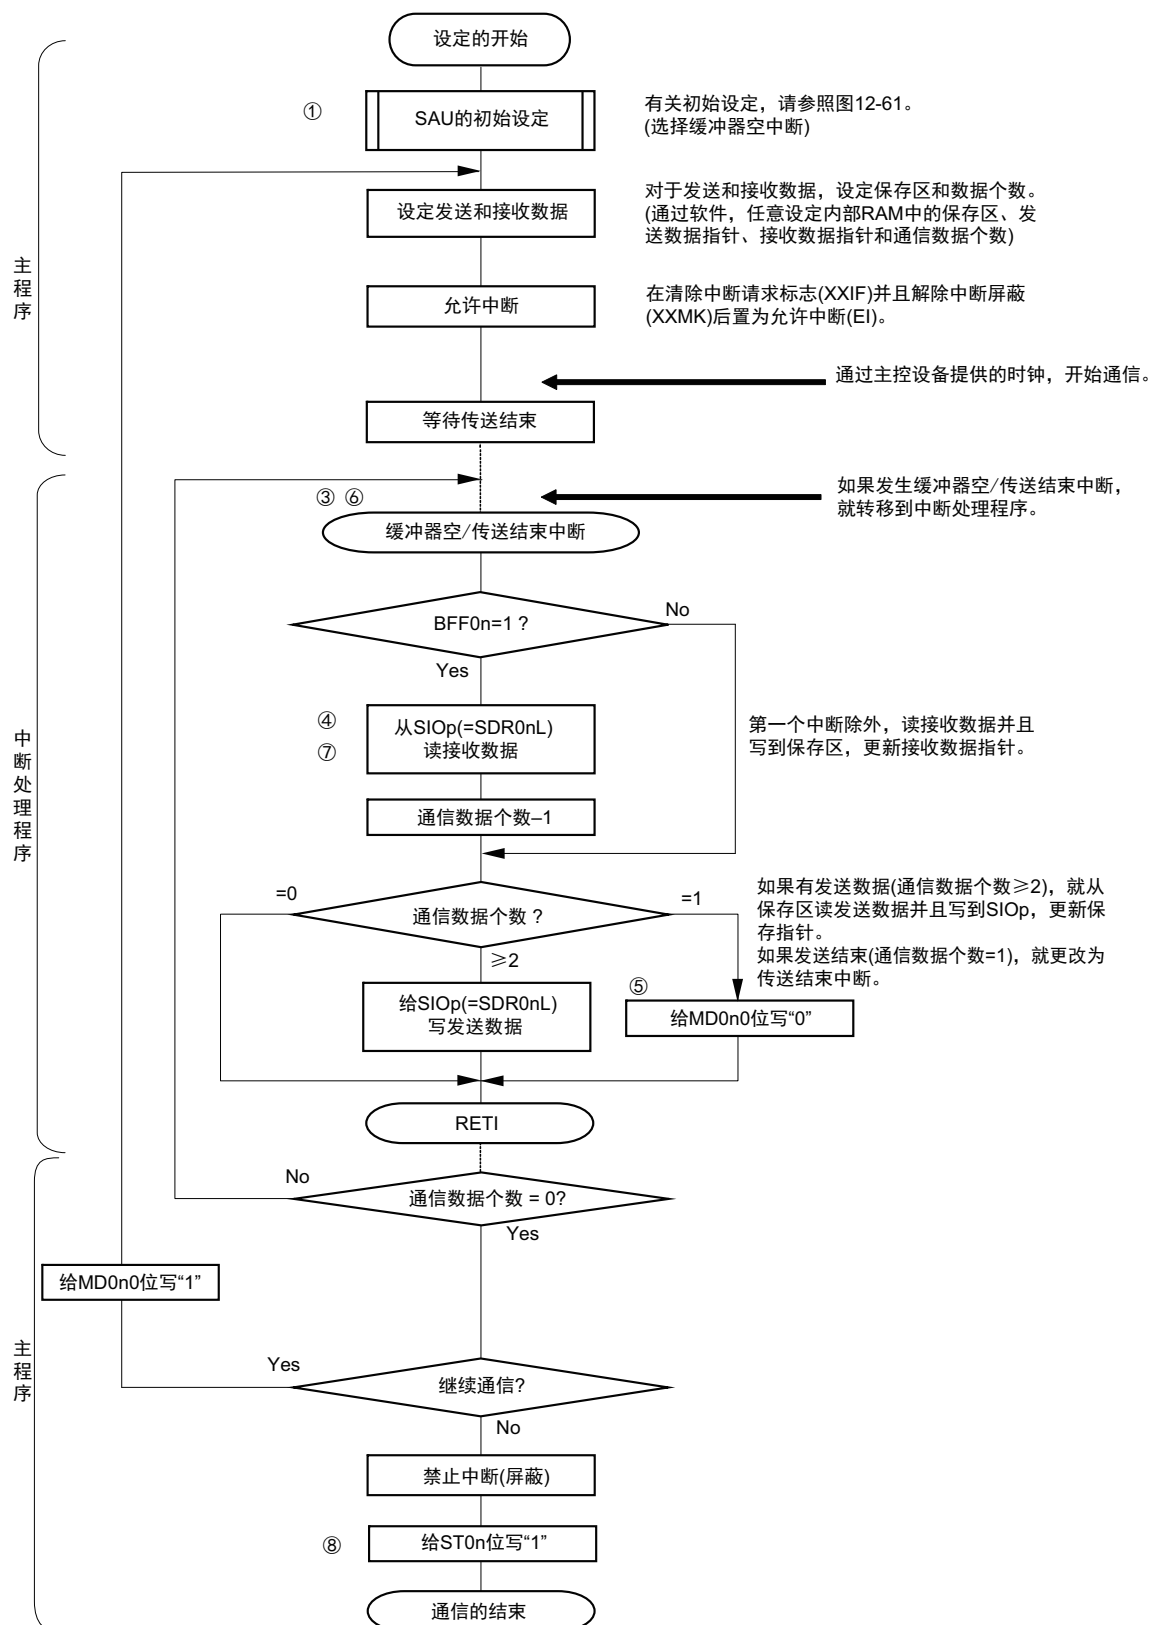 设定的开始
①
SAU的初始设定
有关初始设定，请参照图12-61。
(选择缓冲器空中断)
设定发送和接收数据
对于发送和接收数据，设定保存区和数据个数。
(通过软件，任意设定内部RAM中的保存区、发
送数据指针、接收数据指针和通信数据个数)
主程序
允许中断
在清除中断请求标志(XXIF)并且解除中断屏蔽
(XXMK)后置为允许中断(EI)。
通过主控设备提供的时钟，开始通信。
等待传送结束
③ ⑥
如果发生缓冲器空/传送结束中断，
就转移到中断处理程序。
缓冲器空/传送结束中断
BFF0n=1 ?
No
Yes
④
⑦
从SIOp(=SDR0nL)
读接收数据
第一个中断除外，读接收数据并且
写到保存区，更新接收数据指针。
中断处理程序
通信数据个数–1
=0
通信数据个数 ?
=1
≥2
如果有发送数据(通信数据个数≥2)，就从
保存区读发送数据并且写到SIOp，更新保
存指针。
如果发送结束(通信数据个数=1)，就更改为
传送结束中断。
给SIOp(=SDR0nL)
写发送数据
⑤
给MD0n0位写“0”
RETI
No
通信数据个数 = 0?
Yes
给MD0n0位写“1”
主程序
Yes
继续通信?
No
禁止中断(屏蔽)
⑧
给ST0n位写“1”
通信的结束